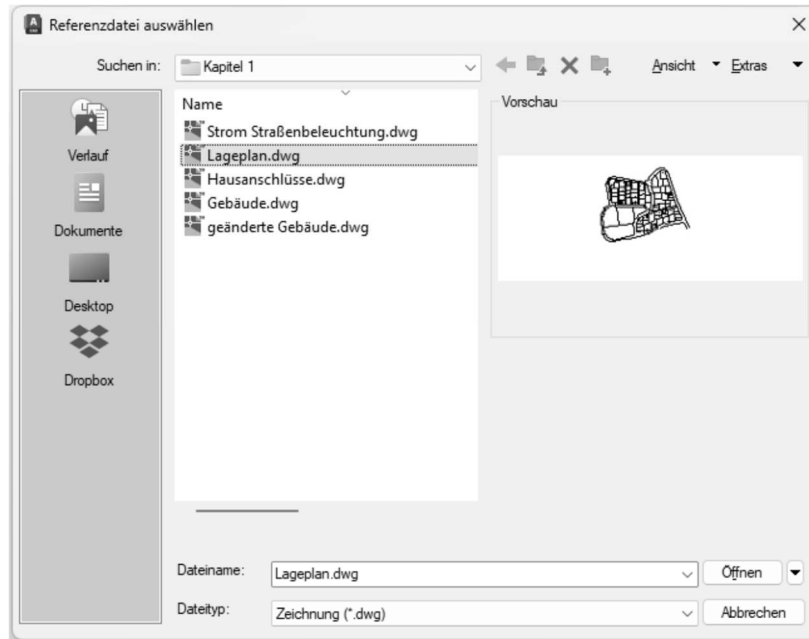 Referenzdatei auswählen
Suchen in: Kapitel 1 Ansicht Extras
Verlauf
Dokumente
Desktop
Dropbox
Name
Strom Straßenbeleuchtung.dwg
Lageplan.dwg
Hausanschlüsse.dwg
Gebäude.dwg
geänderte Gebäude.dwg
Vorschau
Dateiname: Lageplan.dwg Öffnen
Dateityp: Zeichnung (*.dwg) Abbrechen